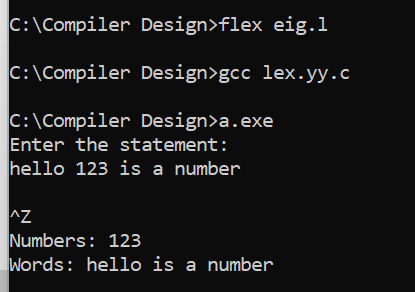 C:\Compiler Design>flex eig.l
C:\Compiler Design>gcc lex.yy.c
C:\Compiler Design>a.exe
Enter the statement:
hello 123 is a number
^Z
Numbers: 123
Words: hello is a number